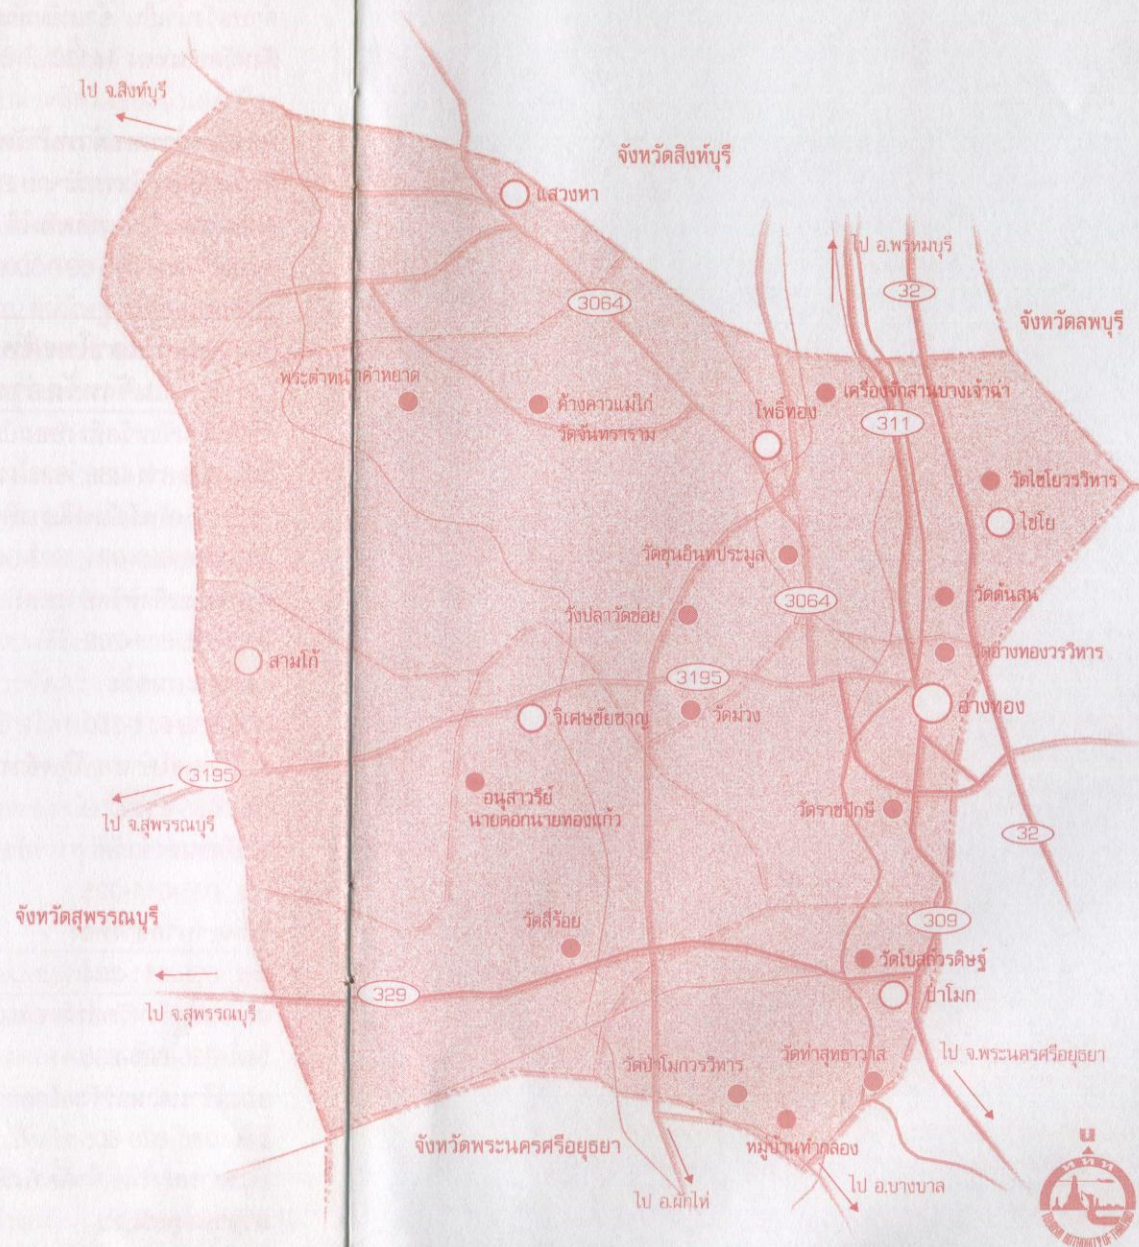 ไป จ.สิงห์บุรี
จังหวัดสิงห์บุรี
แสวงหา
ไป อ.พรหมบุรี
32
3064
จังหวัดลพบุรี
พระตำหนักคำหยาด
ค้างคาวแม่ไก่
วัดจันทราราม
โพธิ์ทอง
เครื่องจักสานบางเจ้าฉ่า
311
วัดไชโยวรวิหาร
ไชโย
วัดขุนอินทประมูล
3064
วัดต้นสน
วังปลาวัดข่อย
สามโก้
วัดอ่างทองวรวิหาร
3195
วิเศษชัยชาญ
วัดม่วง
อ่างทอง
3195
ไป จ.สุพรรณบุรี
อนุสาวรีย์
นายดอกนายทองแก้ว
วัดราชปักษี
32
จังหวัดสุพรรณบุรี
วัดสี่ร้อย
309
วัดโบสถ์วรดิษฐ์
329
ป่าโมก
ไป จ.สุพรรณบุรี
วัดป่าโมกวรวิหาร
วัดท่าสุทธาวาส
ไป จ.พระนครศรีอยุธยา
จังหวัดพระนครศรีอยุธยา
หมู่บ้านทำกลอง
ไป อ.ผักไห่
ไป อ.บางบาล
น
ททท
TOURISM AUTHORITY OF THAILAND